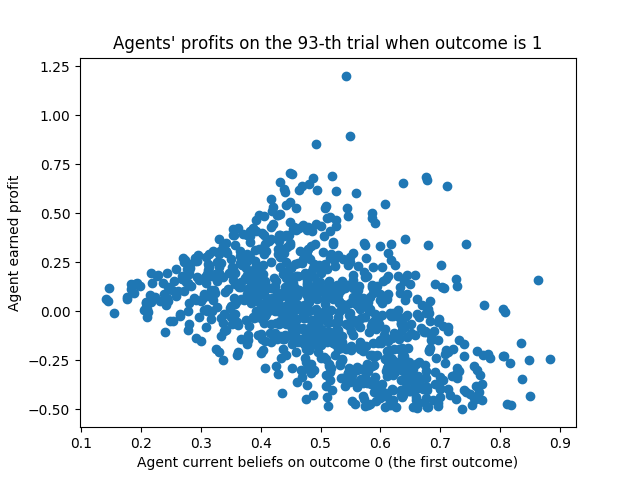 Agents' profits on the 93-th trial when outcome is 1
1.25
1.00
0.75
0.50
0.25
0.00
−0.25
−0.50
Agent earned profit
0.1 0.2 0.3 0.4 0.5 0.6 0.7 0.8 0.9
Agent current beliefs on outcome 0 (the first outcome)